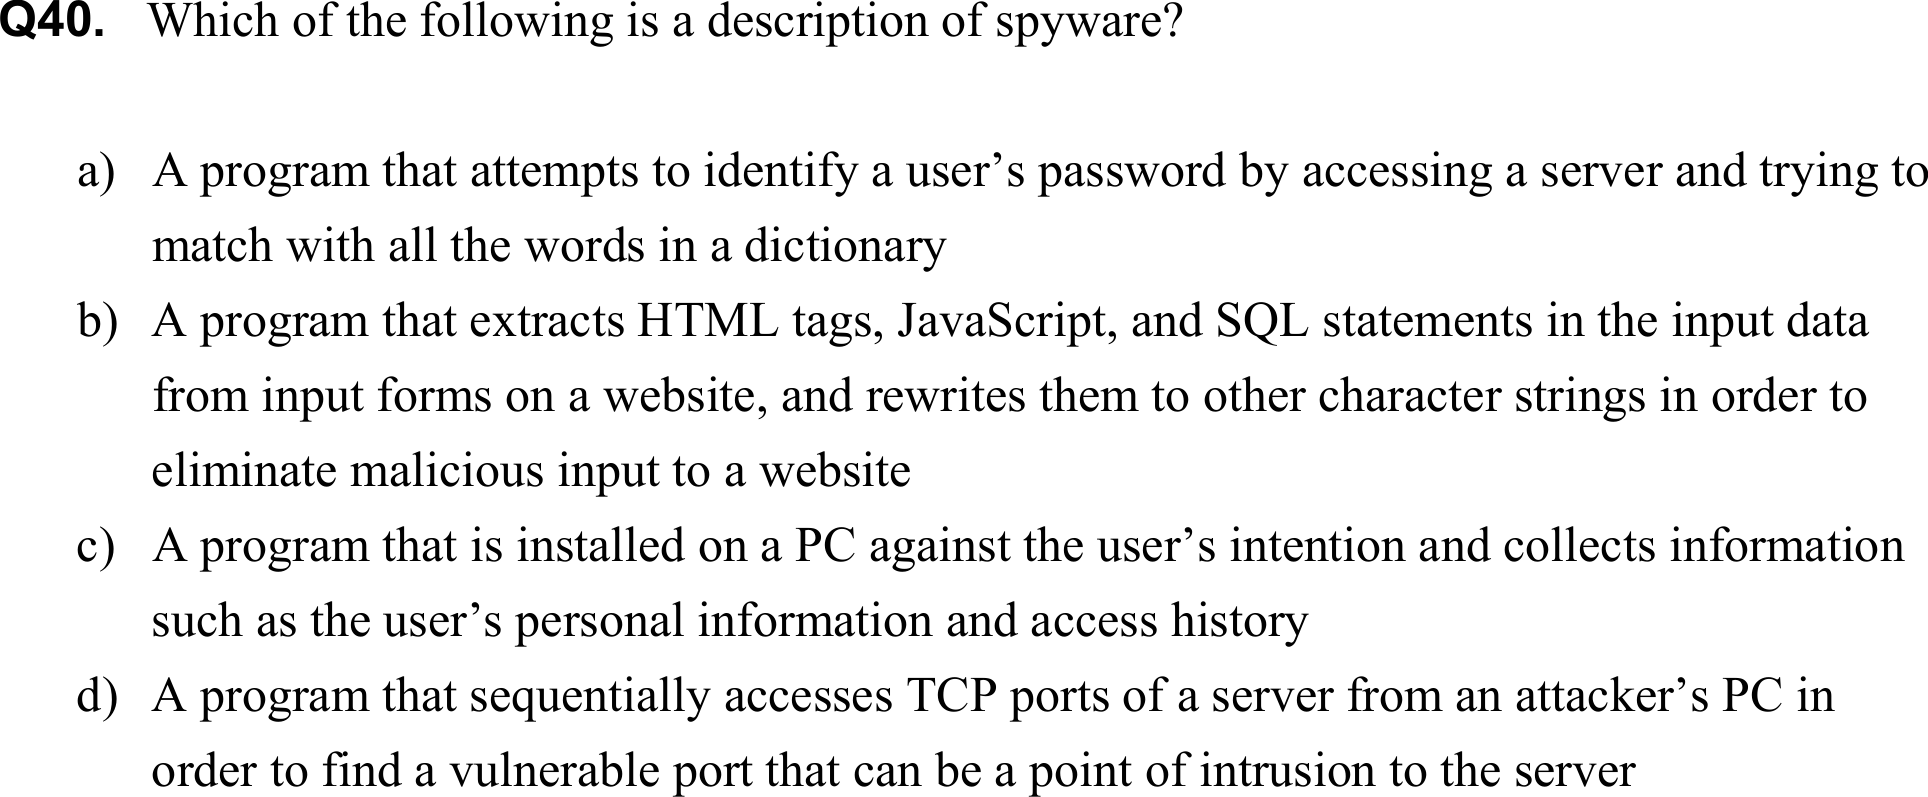 Q40. Which of the following is a description of spyware?
a) A program that attempts to identify a user’s password by accessing a server and trying to
match with all the words in a dictionary
b) A program that extracts HTML tags, JavaScript, and SQL statements in the input data
from input forms on a website, and rewrites them to other character strings in order to
eliminate malicious input to a website
c) A program that is installed on a PC against the user’s intention and collects information
such as the user’s personal information and access history
d) A program that sequentially accesses TCP ports of a server from an attacker’s PC in
order to find a vulnerable port that can be a point of intrusion to the server